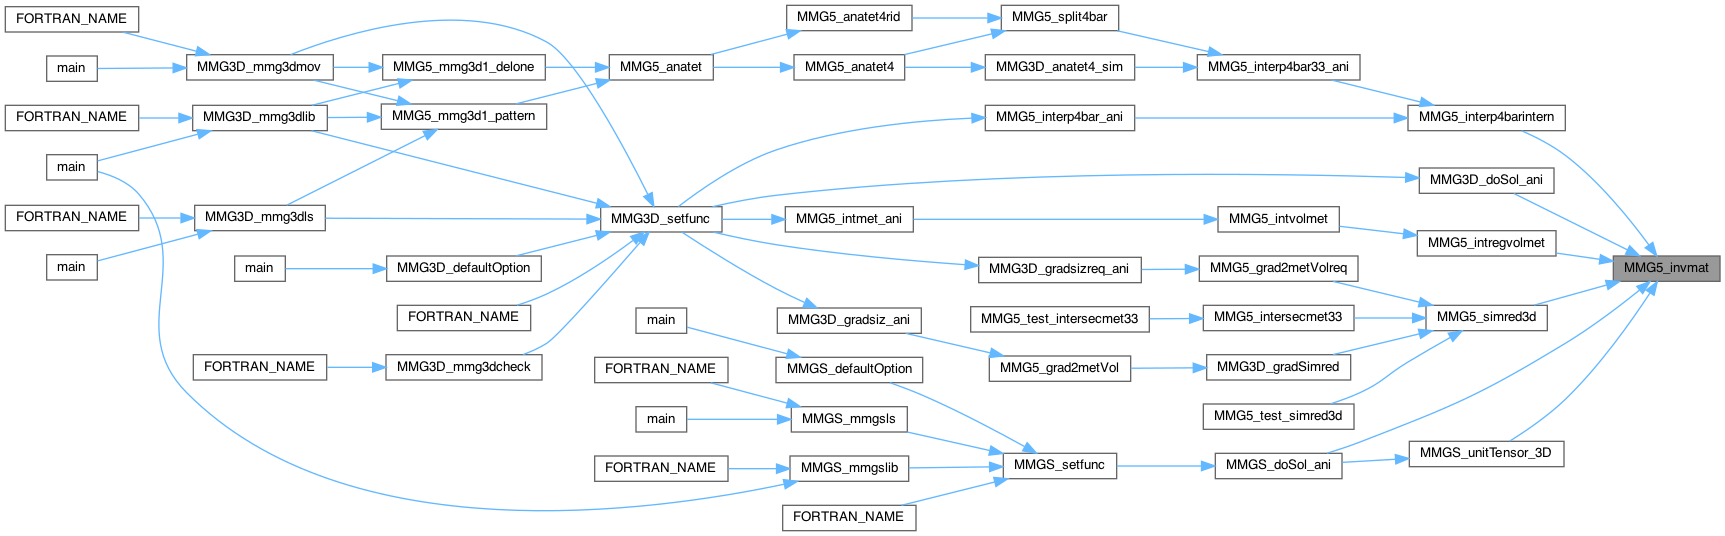 FORTRAN_NAME
main
FORTRAN_NAME
main
FORTRAN_NAME
main
MMG3D_mmg3dmov
MMG3D_mmg3dlib
MMG3D_mmg3dls
main
FORTRAN_NAME
MMG5_mmg3d1_delone
MMG5_mmg3d1_pattern
MMG3D_defaultOption
FORTRAN_NAME
MMG3D_mmg3dcheck
MMG5_anatet
MMG3D_setfunc
main
FORTRAN_NAME
main
FORTRAN_NAME
MMG5_anatet4rid
MMG5_anatet4
MMG5_intmet_ani
MMG3D_gradsiz_ani
MMGS_defaultOption
MMGS_mmgsls
MMGS_mmgslib
FORTRAN_NAME
MMG5_split4bar
MMG3D_anatet4_sim
MMG5_interp4bar_ani
MMG3D_gradsizreq_ani
MMG5_test_intersecmet33
MMG5_grad2metVol
MMGS_setfunc
MMG5_interp4bar33_ani
MMG5_intvolmet
MMG5_grad2metVolreq
MMG5_intersecmet33
MMG3D_gradSimred
MMG5_test_simred3d
MMGS_doSol_ani
MMG5_interp4barintern
MMG3D_doSol_ani
MMG5_intregvolmet
MMG5_simred3d
MMGS_unitTensor_3D
MMG5_invmat